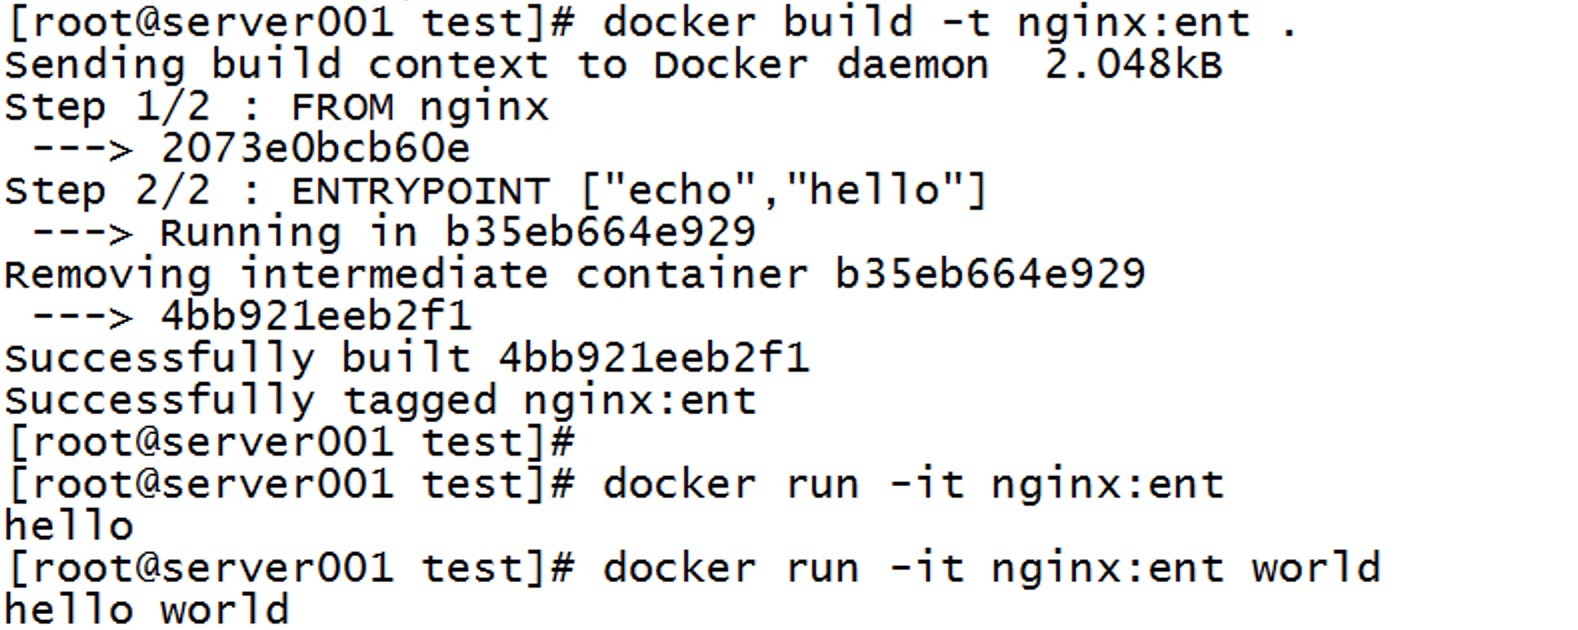 [root@server001 test]# docker build -t nginx:ent .
Sending build context to Docker daemon  2.048kB
Step 1/2 : FROM nginx
 ---> 2073e0bcb60e
Step 2/2 : ENTRYPOINT ["echo","hello"]
 ---> Running in b35eb664e929
Removing intermediate container b35eb664e929
 ---> 4bb921eeb2f1
Successfully built 4bb921eeb2f1
Successfully tagged nginx:ent
[root@server001 test]#
[root@server001 test]# docker run -it nginx:ent
hello
[root@server001 test]# docker run -it nginx:ent world
hello world